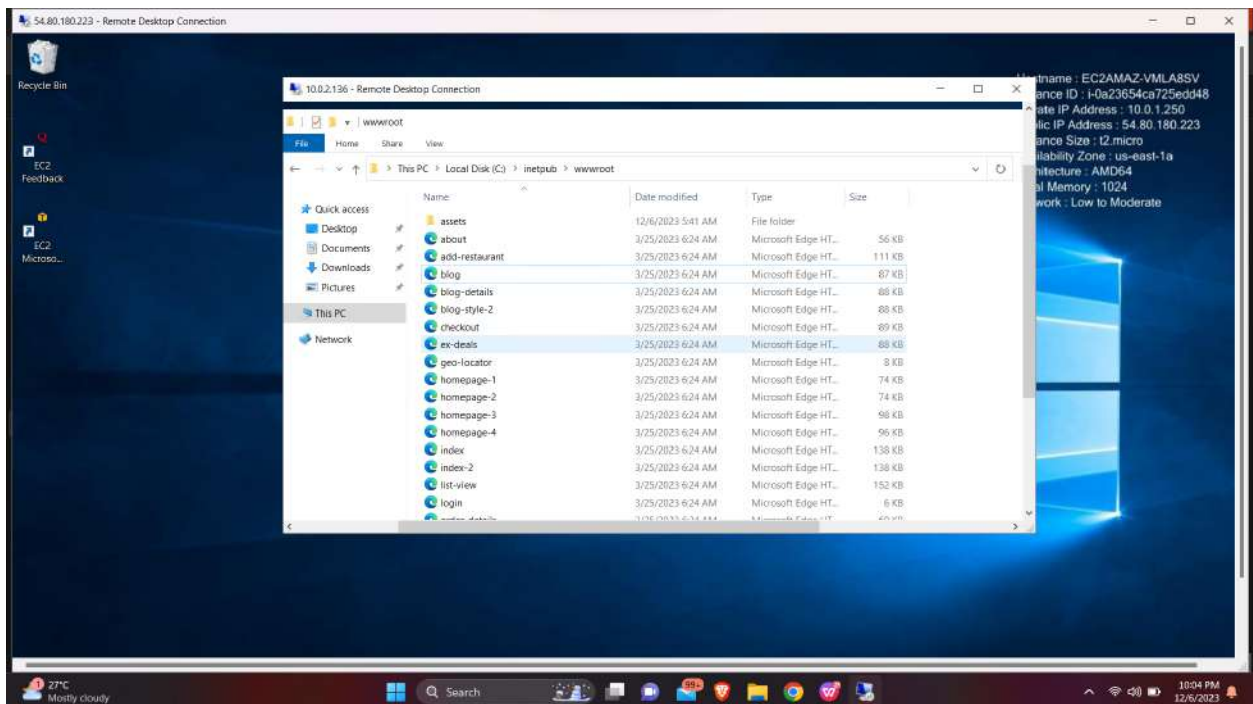 54.80.180.223 - Remote Desktop Connection
Recycle Bin
EC2
Feedback
EC2
Microso...
Hostname : EC2AMAZ-VMLA8SV
ance ID : i-0a23654ca725edd48
ate IP Address : 10.0.1.250
lic IP Address : 54.80.180.223
ance Size : t2.micro
ilability Zone : us-east-1a
hitecture : AMD64
al Memory : 1024
work : Low to Moderate
10.0.2.136 - Remote Desktop Connection
wwwroot
File Home Share View
This PC > Local Disk (C:) > inetpub > wwwroot
Name Date modified Type Size
Quick access
Desktop
Documents
Downloads
Pictures
This PC
Network
assets 12/6/2023 5:41 AM File folder
about 3/25/2023 6:24 AM Microsoft Edge HT... 56 KB
add-restaurant 3/25/2023 6:24 AM Microsoft Edge HT... 111 KB
blog 3/25/2023 6:24 AM Microsoft Edge HT... 87 KB
blog-details 3/25/2023 6:24 AM Microsoft Edge HT... 88 KB
blog-style-2 3/25/2023 6:24 AM Microsoft Edge HT... 88 KB
checkout 3/25/2023 6:24 AM Microsoft Edge HT... 89 KB
ex-deals 3/25/2023 6:24 AM Microsoft Edge HT... 88 KB
geo-locator 3/25/2023 6:24 AM Microsoft Edge HT... 8 KB
homepage-1 3/25/2023 6:24 AM Microsoft Edge HT... 74 KB
homepage-2 3/25/2023 6:24 AM Microsoft Edge HT... 74 KB
homepage-3 3/25/2023 6:24 AM Microsoft Edge HT... 98 KB
homepage-4 3/25/2023 6:24 AM Microsoft Edge HT... 96 KB
index 3/25/2023 6:24 AM Microsoft Edge HT... 138 KB
index-2 3/25/2023 6:24 AM Microsoft Edge HT... 138 KB
list-view 3/25/2023 6:24 AM Microsoft Edge HT... 152 KB
login 3/25/2023 6:24 AM Microsoft Edge HT... 6 KB
1
27°C
Mostly cloudy
Search
99+
10:04 PM
12/6/2023